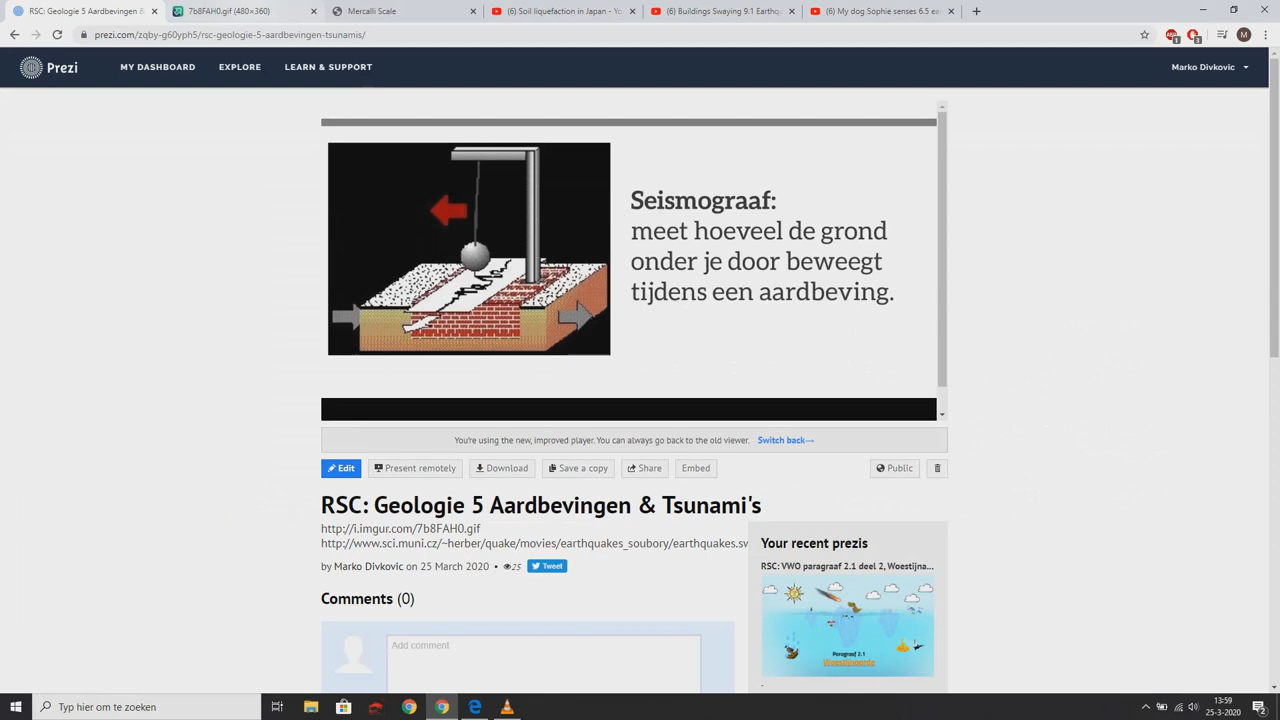 RSC: Geologie 5 Aardbevingen &
7b8FAH0.gif (480×360)
Mercalli Scale
(6) Soil liquefaction in Japan - Yo
(6) Buildings Swaying 9.1 Earthq
(6) My dog Sophie senses 6.5 ea
prezi.com/zqby-g60yph5/rsc-geologie-5-aardbevingen-tsunamis/
M
Prezi
MY DASHBOARD
EXPLORE
LEARN & SUPPORT
Marko Divkovic
Seismograaf:
meet hoeveel de grond
onder je door beweegt
tijdens een aardbeving.
You're using the new, improved player. You can always go back to the old viewer. Switch back
Edit
Present remotely
Download
Save a copy
Share
Embed
Public
RSC: Geologie 5 Aardbevingen & Tsunami's
http://i.imgur.com/7b8FAH0.gif
http://www.sci.muni.cz/~herber/quake/movies/earthquakes_soubory/earthquakes.sw
by Marko Divkovic on 25 March 2020 • 25 Tweet
Comments (0)
Add comment
Your recent prezis
RSC: VWO paragraaf 2.1 deel 2, Woestijna...
Paragraaf 2.1
Woestijnaarde
-
Typ hier om te zoeken
13:59
25-3-2020
2